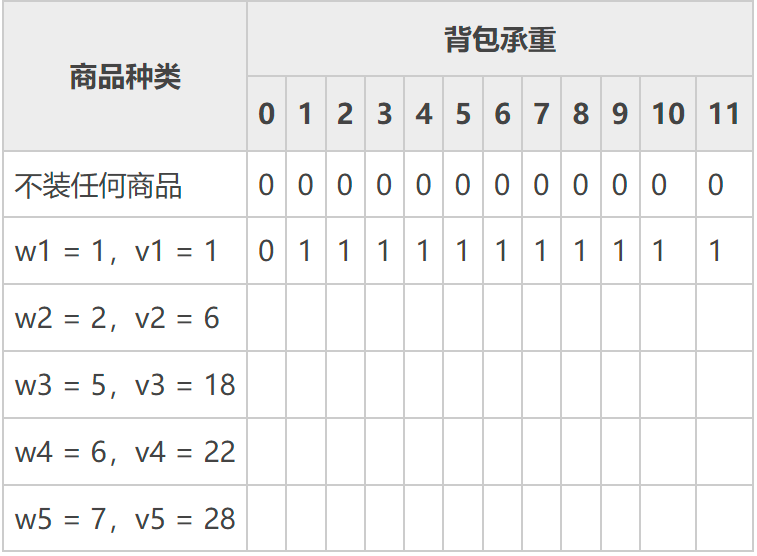 商品种类
背包承重
0 1 2 3 4 5 6 7 8 9 10 11
不装任何商品 0 0 0 0 0 0 0 0 0 0 0 0
w1 = 1，v1 = 1 0 1 1 1 1 1 1 1 1 1 1 1
w2 = 2，v2 = 6
w3 = 5，v3 = 18
w4 = 6，v4 = 22
w5 = 7，v5 = 28